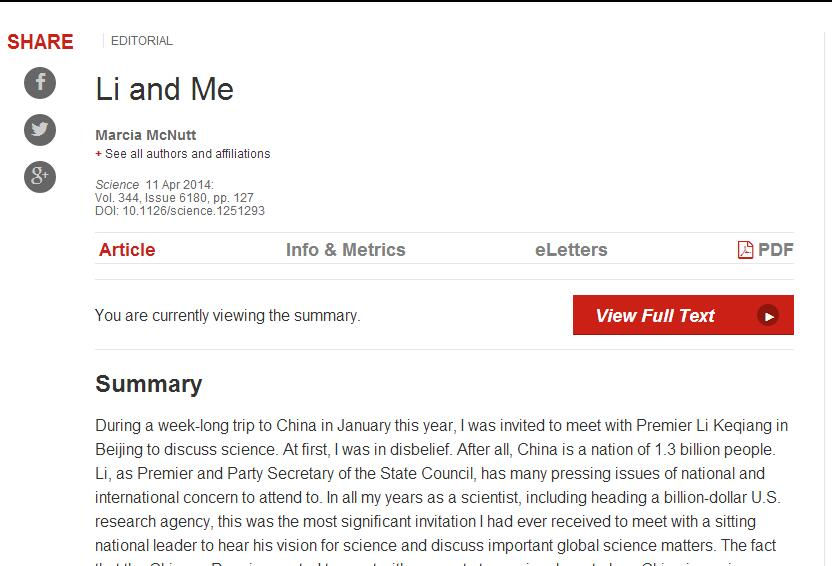 SHARE
EDITORIAL
Li and Me
Marcia McNutt
+ See all authors and affiliations
Science 11 Apr 2014:
Vol. 344, Issue 6180, pp. 127
DOI: 10.1126/science.1251293
Article Info & Metrics eLetters PDF
You are currently viewing the summary.
View Full Text
Summary
During a week-long trip to China in January this year, I was invited to meet with Premier Li Keqiang in
Beijing to discuss science. At first, I was in disbelief. After all, China is a nation of 1.3 billion people.
Li, as Premier and Party Secretary of the State Council, has many pressing issues of national and
international concern to attend to. In all my years as a scientist, including heading a billion-dollar U.S.
research agency, this was the most significant invitation I had ever received to meet with a sitting
national leader to hear his vision for science and discuss important global science matters. The fact